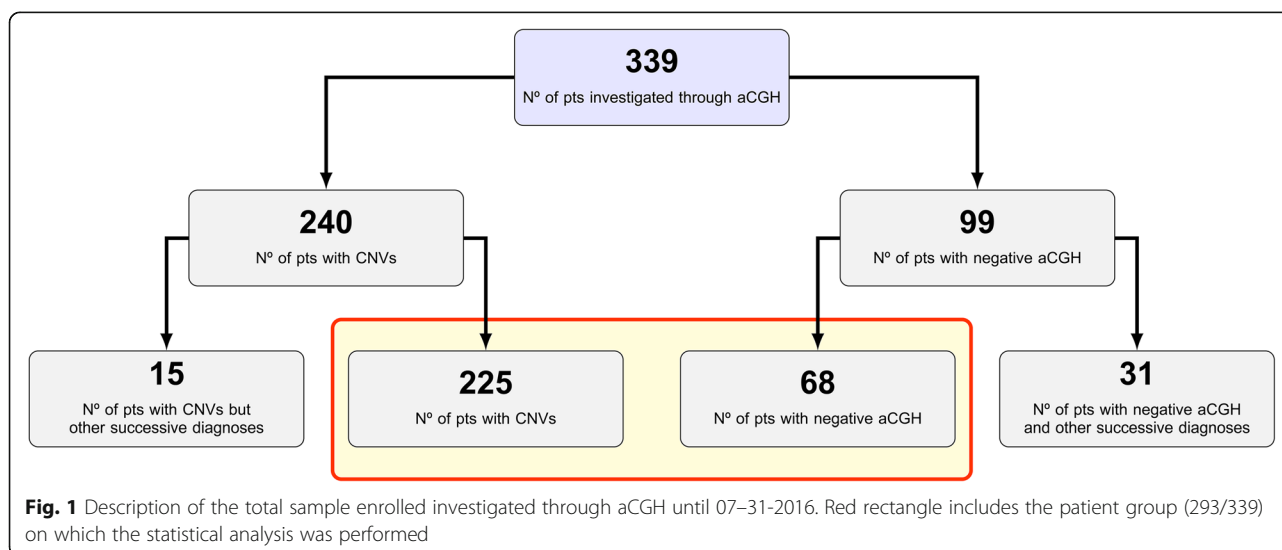 339
Nº of pts investigated through aCGH
240
Nº of pts with CNVs
99
Nº of pts with negative aCGH
15
Nº of pts with CNVs but
other successive diagnoses
225
Nº of pts with CNVs
68
Nº of pts with negative aCGH
31
Nº of pts with negative aCGH
and other successive diagnoses
Fig. 1 Description of the total sample enrolled investigated through aCGH until 07–31-2016. Red rectangle includes the patient group (293/339)
on which the statistical analysis was performed